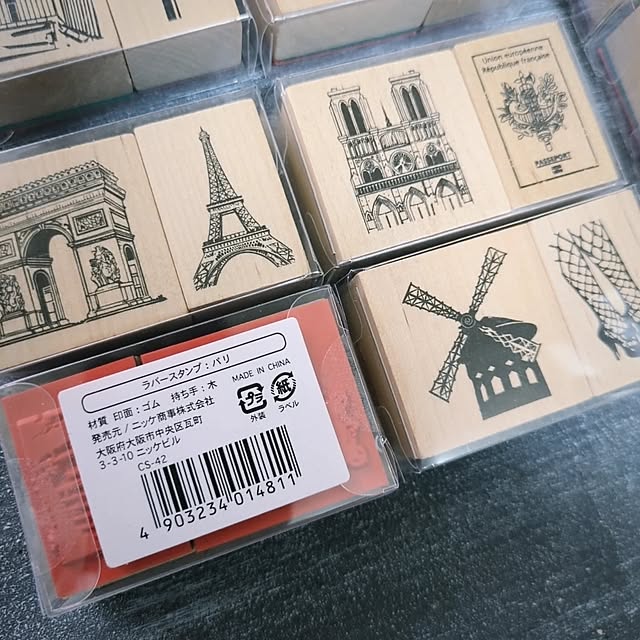 Union européenne
République française
PASSEPORT
ラバースタンプ：パリ
材質 印面：ゴム 持ち手：木
発売元/ニッケ商事株式会社
大阪府大阪市中央区瓦町
3-3-10 ニッケビル
CS-42
MADE IN CHINA
プラ
外装
紙
ラベル
4 903234 014811